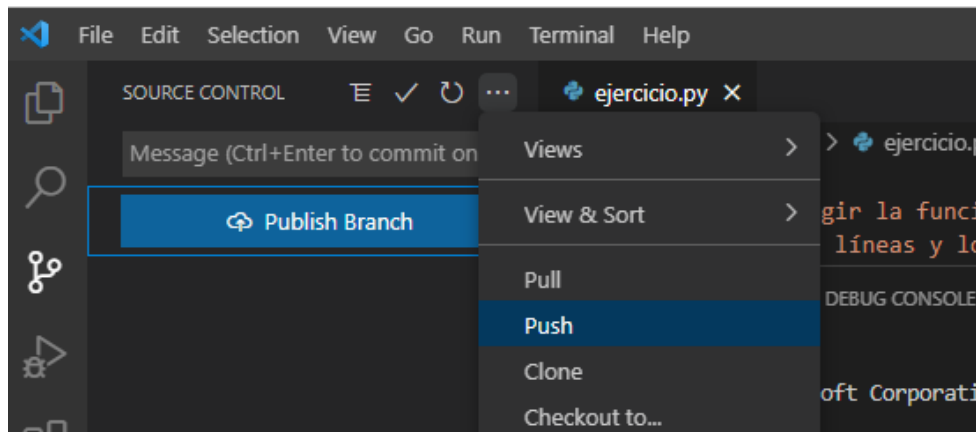 File Edit Selection View Go Run Terminal Help
SOURCE CONTROL
ejercicio.py
Message (Ctrl+Enter to commit on
Publish Branch
Views
View & Sort
Pull
Push
Clone
Checkout to...
ejercicio.p
gir la funci
líneas y lo
DEBUG CONSOLE
oft Corporati